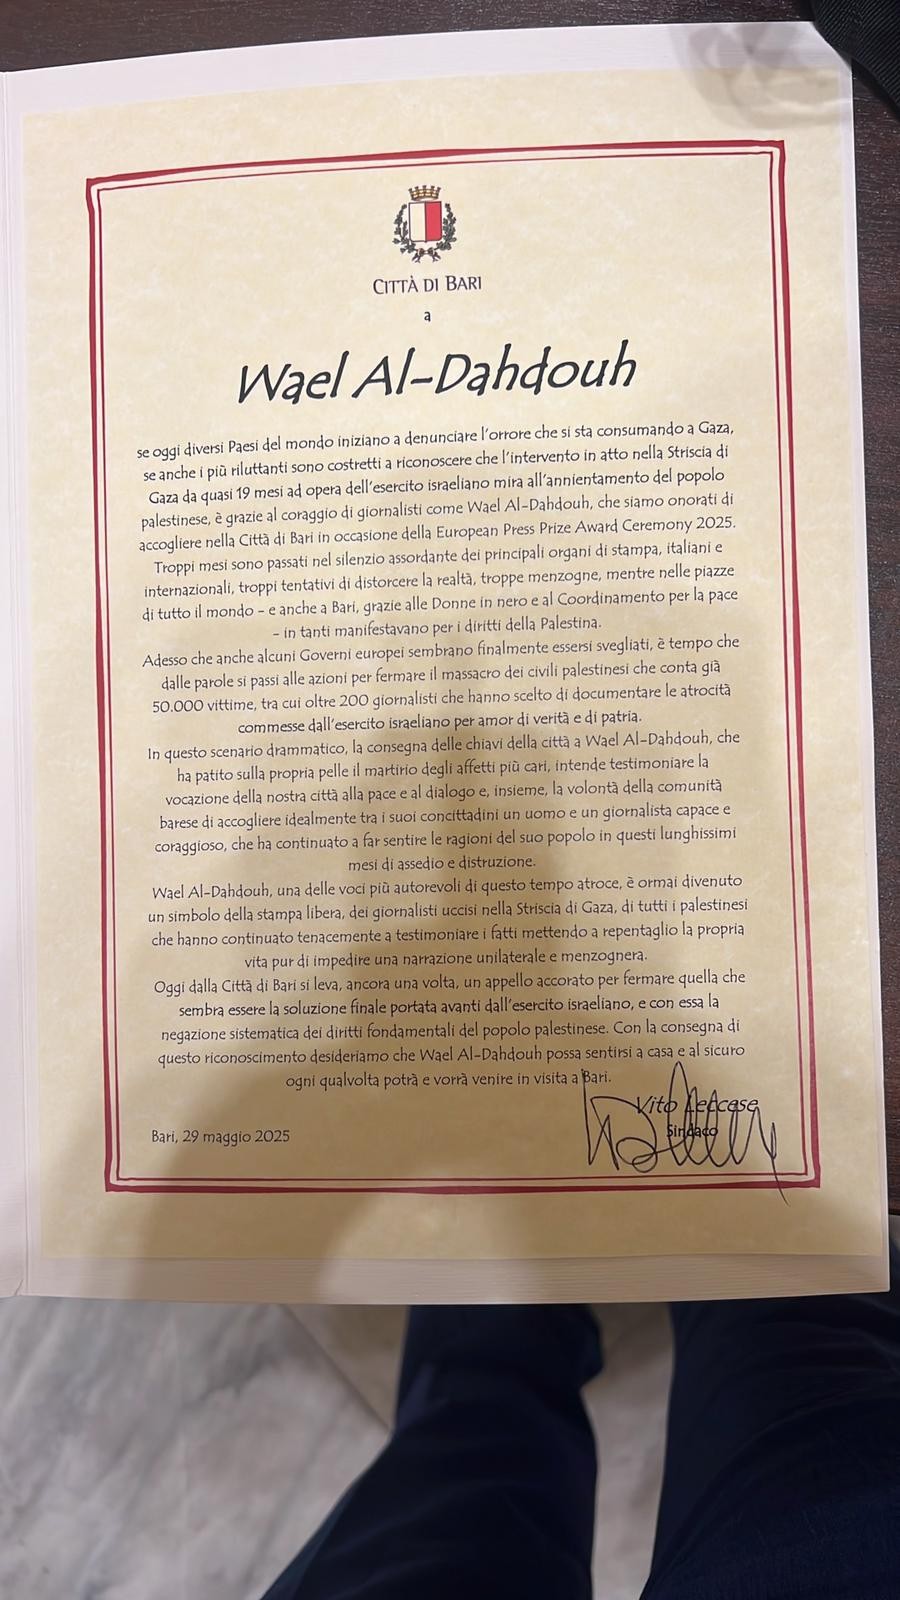 CITTÀ DI BARI
a
Wael Al-Dahdouh
se oggi diversi Paesi del mondo iniziano a denunciare l'orrore che si sta consumando a Gaza,
se anche i più riluttanti sono costretti a riconoscere che l'intervento in atto nella Striscia di
Gaza da quasi 19 mesi ad opera dell'esercito israeliano mira all'annientamento del popolo
palestinese, è grazie al coraggio di giornalisti come Wael Al-Dahdouh, che siamo onorati di
accogliere nella Città di Bari in occasione della European Press Prize Award Ceremony 2025.
Troppi mesi sono passati nel silenzio assordante dei principali organi di stampa, italiani e
internazionali, troppi tentativi di distorcere la realtà, troppe menzogne, mentre nelle piazze
di tutto il mondo – e anche a Bari, grazie alle Donne in nero e al Coordinamento per la pace
– in tanti manifestavano per i diritti della Palestina.
Adesso che anche alcuni Governi europei sembrano finalmente essersi svegliati, è tempo che
dalle parole si passi alle azioni per fermare il massacro dei civili palestinesi che conta già
50.000 vittime, tra cui oltre 200 giornalisti che hanno scelto di documentare le atrocità
commesse dall'esercito israeliano per amor di verità e di patria.
In questo scenario drammatico, la consegna delle chiavi della città a Wael Al-Dahdouh, che
ha patito sulla propria pelle il martirio degli affetti più cari, intende testimoniare la
vocazione della nostra città alla pace e al dialogo e, insieme, la volontà della comunità
barese di accogliere idealmente tra i suoi concittadini un uomo e un giornalista capace e
coraggioso, che ha continuato a far sentire le ragioni del suo popolo in questi lunghissimi
mesi di assedio e distruzione.
Wael Al-Dahdouh, una delle voci più autorevoli di questo tempo atroce, è ormai divenuto
un simbolo della stampa libera, dei giornalisti uccisi nella Striscia di Gaza, di tutti i palestinesi
che hanno continuato tenacemente a testimoniare i fatti mettendo a repentaglio la propria
vita pur di impedire una narrazione unilaterale e menzognera.
Oggi dalla Città di Bari si leva, ancora una volta, un appello accorato per fermare quella che
sembra essere la soluzione finale portata avanti dall'esercito israeliano, e con essa la
negazione sistematica dei diritti fondamentali del popolo palestinese. Con la consegna di
questo riconoscimento desideriamo che Wael Al-Dahdouh possa sentirsi a casa e al sicuro
ogni qualvolta potrà e vorrà venire in visita a Bari.
Vito Leccese
Sindaco
Bari, 29 maggio 2025